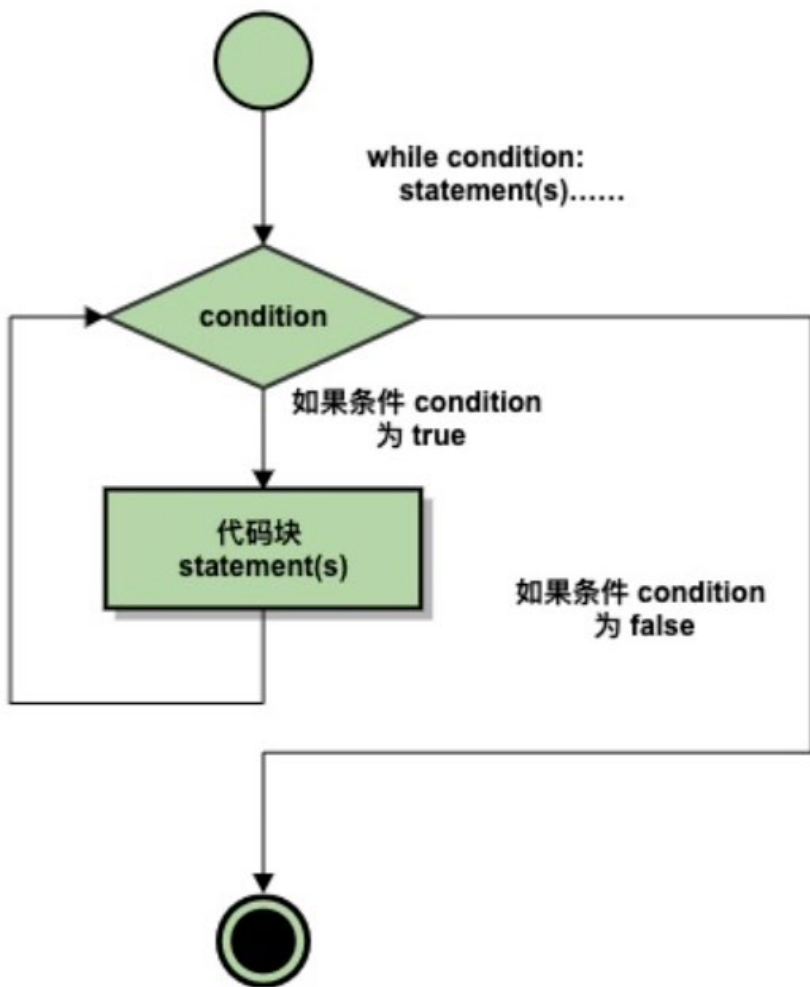 while condition:
statement(s)……
condition
如果条件 condition
为 true
代码块
statement(s)
如果条件 condition
为 false